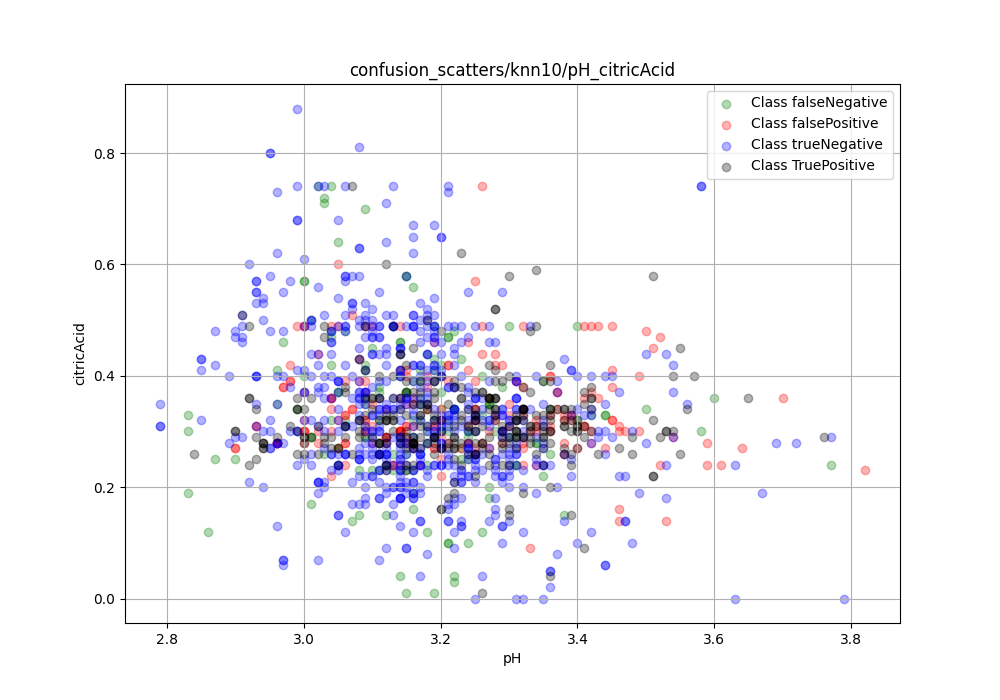 confusion_scatters/knn10/pH_citricAcid
Class falseNegative
Class falsePositive
Class trueNegative
Class TruePositive
citricAcid
0.8
0.6
0.4
0.2
0.0
2.8 3.0 3.2 3.4 3.6 3.8
pH